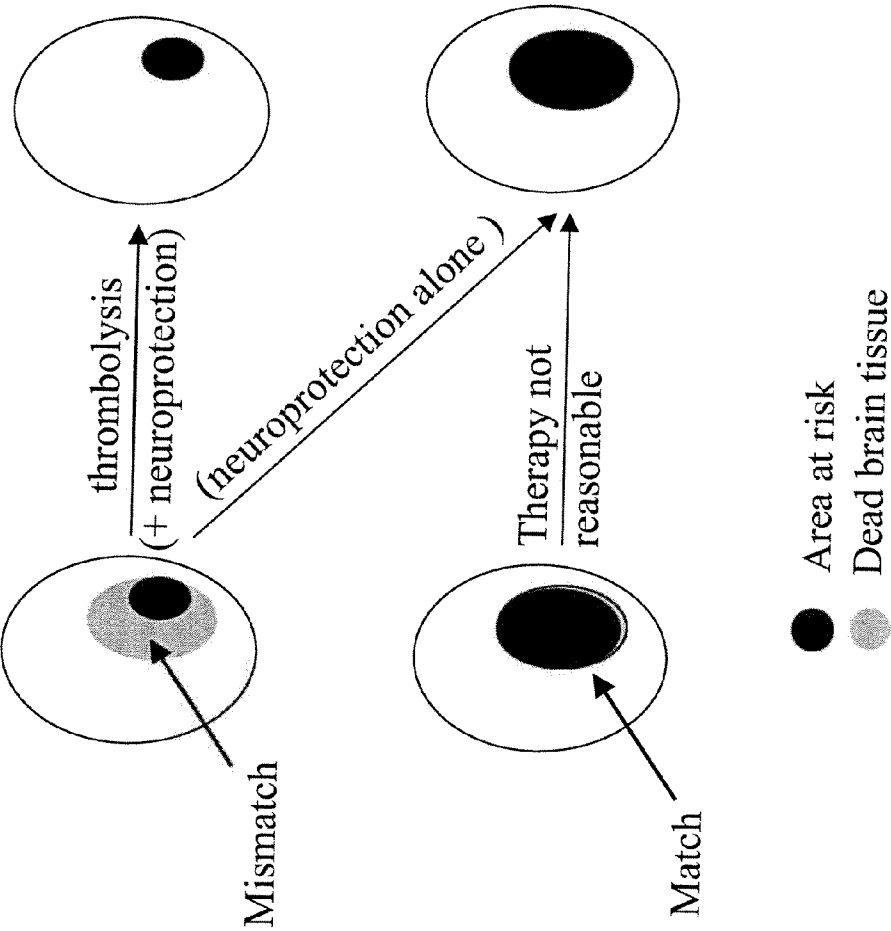 Mismatch
thrombolysis
(+ neuroprotection)
(neuroprotection alone )
Match
Therapy not
reasonable
Area at risk
Dead brain tissue